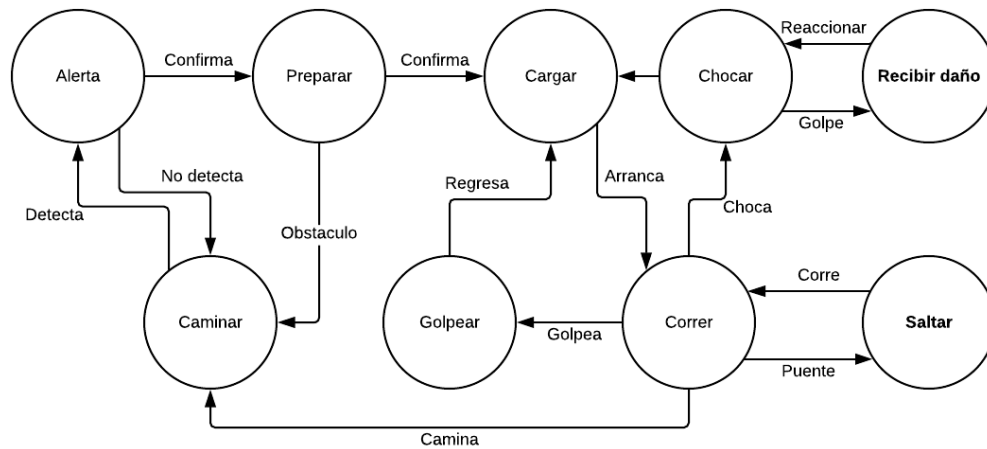 Reaccionar
Confirma
Confirma
Alerta
Preparar
Cargar
Chocar
Recibir daño
Golpe
No detecta
Regresa
Arranca
Detecta
Choca
Obstaculo
Corre
Caminar
Golpear
Correr
Saltar
Golpea
Puente
Camina